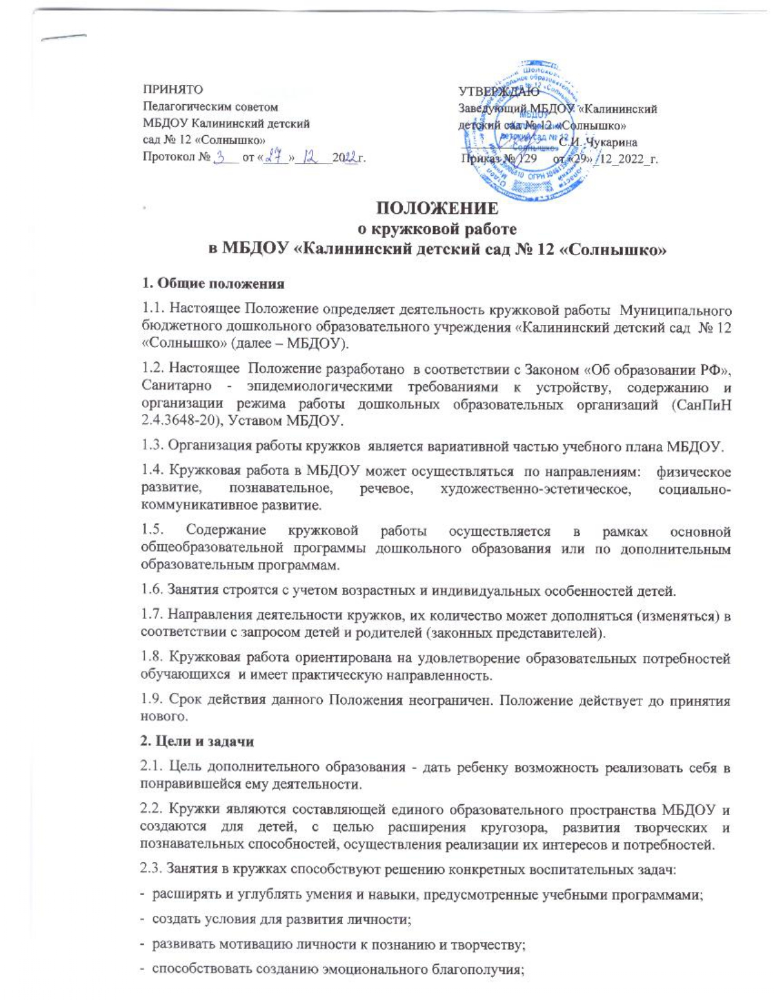 ПРИНЯТО
Педагогическим советом
МБДОУ Калининский детский
сад № 12 «Солнышко»
Протокол № 3 от «27» 12 2022г.
УТВЕРЖДАЮ
Заведующий МБДОУ «Калининский
детский сад № 12 «Солнышко»
С.И. Чукарина
Приказ № 129 от «29» 12_2022_г.
МБДОУ
детский сад № 12
Солнышко
ПОЛОЖЕНИЕ
о кружковой работе
в МБДОУ «Калининский детский сад № 12 «Солнышко»
1. Общие положения
1.1. Настоящее Положение определяет деятельность кружковой работы Муниципального
бюджетного дошкольного образовательного учреждения «Калининский детский сад № 12
«Солнышко» (далее – МБДОУ).
1.2. Настоящее Положение разработано в соответствии с Законом «Об образовании РФ»,
Санитарно - эпидемиологическими требованиями к устройству, содержанию и
организации режима работы дошкольных образовательных организаций (СанПиН
2.4.3648-20), Уставом МБДОУ.
1.3. Организация работы кружков является вариативной частью учебного плана МБДОУ.
1.4. Кружковая работа в МБДОУ может осуществляться по направлениям: физическое
развитие, познавательное, речевое, художественно-эстетическое, социально-
коммуникативное развитие.
1.5. Содержание кружковой работы осуществляется в рамках основной
общеобразовательной программы дошкольного образования или по дополнительным
образовательным программам.
1.6. Занятия строятся с учетом возрастных и индивидуальных особенностей детей.
1.7. Направления деятельности кружков, их количество может дополняться (изменяться) в
соответствии с запросом детей и родителей (законных представителей).
1.8. Кружковая работа ориентирована на удовлетворение образовательных потребностей
обучающихся и имеет практическую направленность.
1.9. Срок действия данного Положения неограничен. Положение действует до принятия
нового.
2. Цели и задачи
2.1. Цель дополнительного образования - дать ребенку возможность реализовать себя в
понравившейся ему деятельности.
2.2. Кружки являются составляющей единого образовательного пространства МБДОУ и
создаются для детей, с целью расширения кругозора, развития творческих и
познавательных способностей, осуществления реализации их интересов и потребностей.
2.3. Занятия в кружках способствуют решению конкретных воспитательных задач:
- расширять и углублять умения и навыки, предусмотренные учебными программами;
- создать условия для развития личности;
- развивать мотивацию личности к познанию и творчеству;
- способствовать созданию эмоционального благополучия;